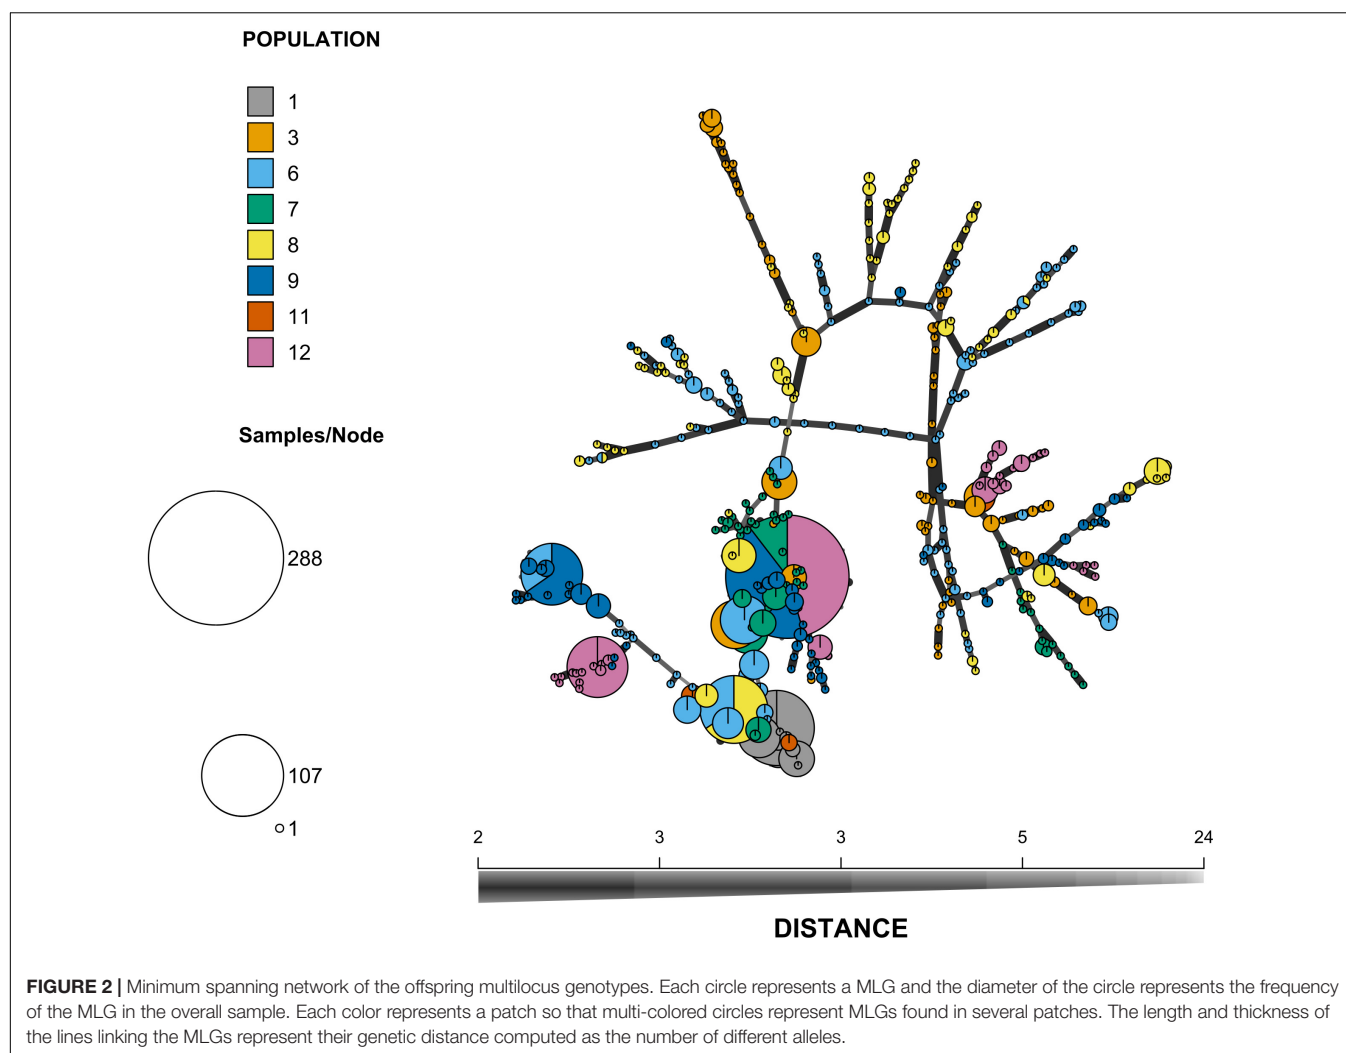 POPULATION
1
3
6
7
8
9
11
12
Samples/Node
288
107
1
2 3 3 5 24
DISTANCE
FIGURE 2 | Minimum spanning network of the offspring multilocus genotypes. Each circle represents a MLG and the diameter of the circle represents the frequency
of the MLG in the overall sample. Each color represents a patch so that multi-colored circles represent MLGs found in several patches. The length and thickness of
the lines linking the MLGs represent their genetic distance computed as the number of different alleles.